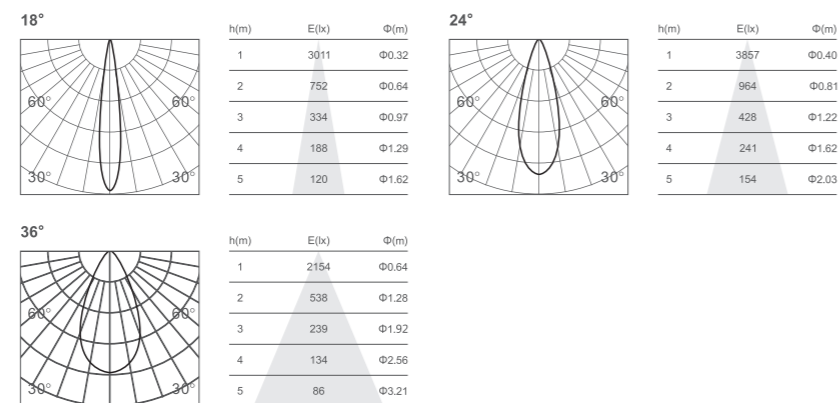 18°
h(m) E(lx) Φ(m)
1 3011 Φ0.32
2 752 Φ0.64
3 334 Φ0.97
4 188 Φ1.29
5 120 Φ1.62
60° 60°
30° 30°
24°
h(m) E(lx) Φ(m)
1 3857 Φ0.40
2 964 Φ0.81
3 428 Φ1.22
4 241 Φ1.62
5 154 Φ2.03
60° 60°
30° 30°
36°
h(m) E(lx) Φ(m)
1 2154 Φ0.64
2 538 Φ1.28
3 239 Φ1.92
4 134 Φ2.56
5 86 Φ3.21
60° 60°
30° 30°